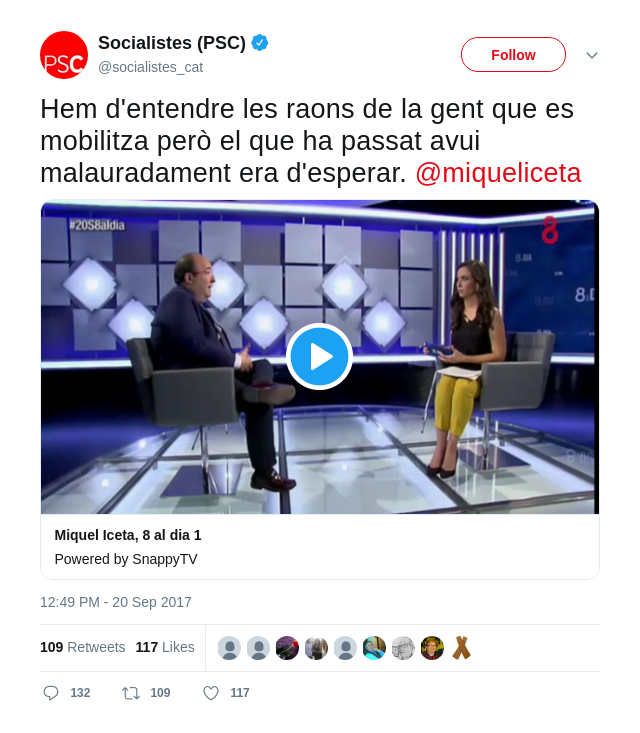 PSC
Socialistes (PSC)
@socialistes_cat
Follow
Hem d'entendre les raons de la gent que es
mobilitza però el que ha passat avui
malauradament era d'esperar. @miqueliceta
#20S8aldia
8
Miquel Iceta, 8 al dia 1
Powered by SnappyTV
12:49 PM - 20 Sep 2017
109 Retweets 117 Likes
132 109 117